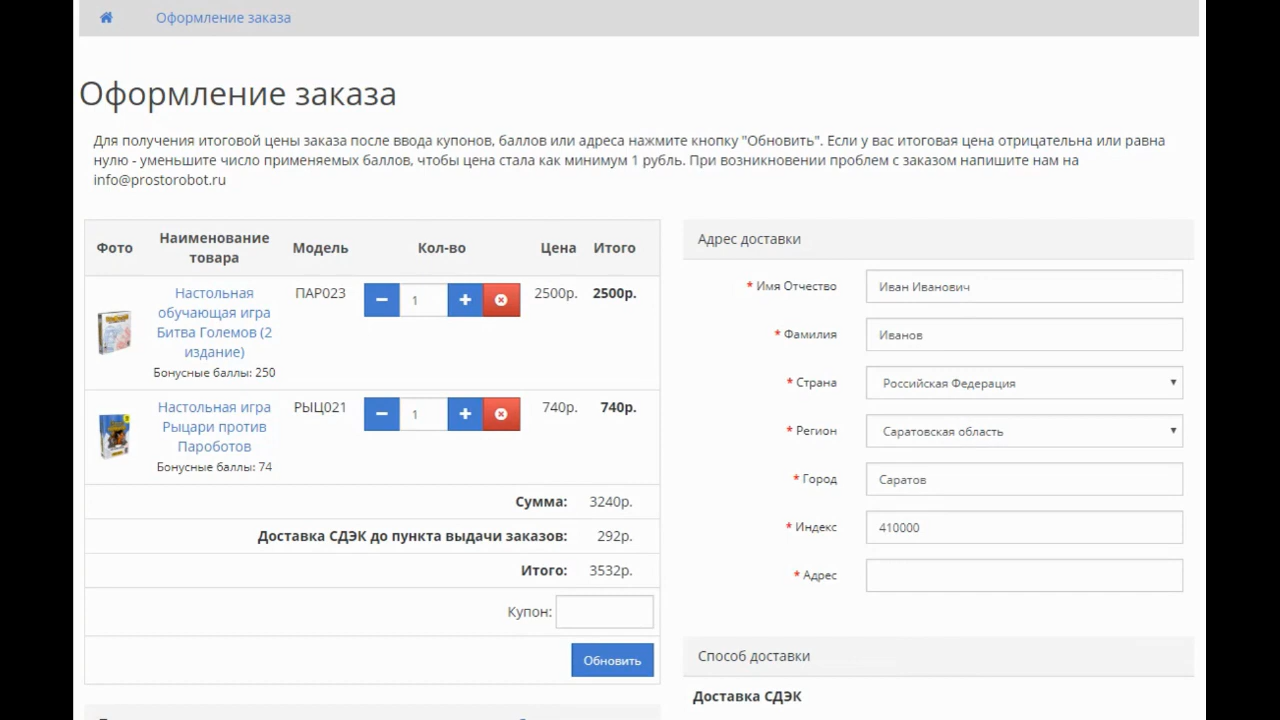 Оформление заказа
Оформление заказа
Для получения итоговой цены заказа после ввода купонов, баллов или адреса нажмите кнопку "Обновить". Если у вас итоговая цена отрицательна или равна
нулю - уменьшите число применяемых баллов, чтобы цена стала как минимум 1 рубль. При возникновении проблем с заказом напишите нам на
info@prostorobot.ru
Фото Наименование товара Модель Кол-во Цена Итого
Настольная ПАР023 1 2500р. 2500р.
обучающая игра
Битва Големов (2
издание)
Бонусные баллы: 250
Настольная игра РЫЦ021 1 740р. 740р.
Рыцари против
Пароботов
Бонусные баллы: 74
Сумма: 3240р.
Доставка СДЭК до пункта выдачи заказов: 292р.
Итого: 3532р.
Купон:
Обновить
Адрес доставки
* Имя Отчество Иван Иванович
* Фамилия Иванов
* Страна Российская Федерация
* Регион Саратовская область
* Город Саратов
* Индекс 410000
* Адрес
Способ доставки
Доставка СДЭК